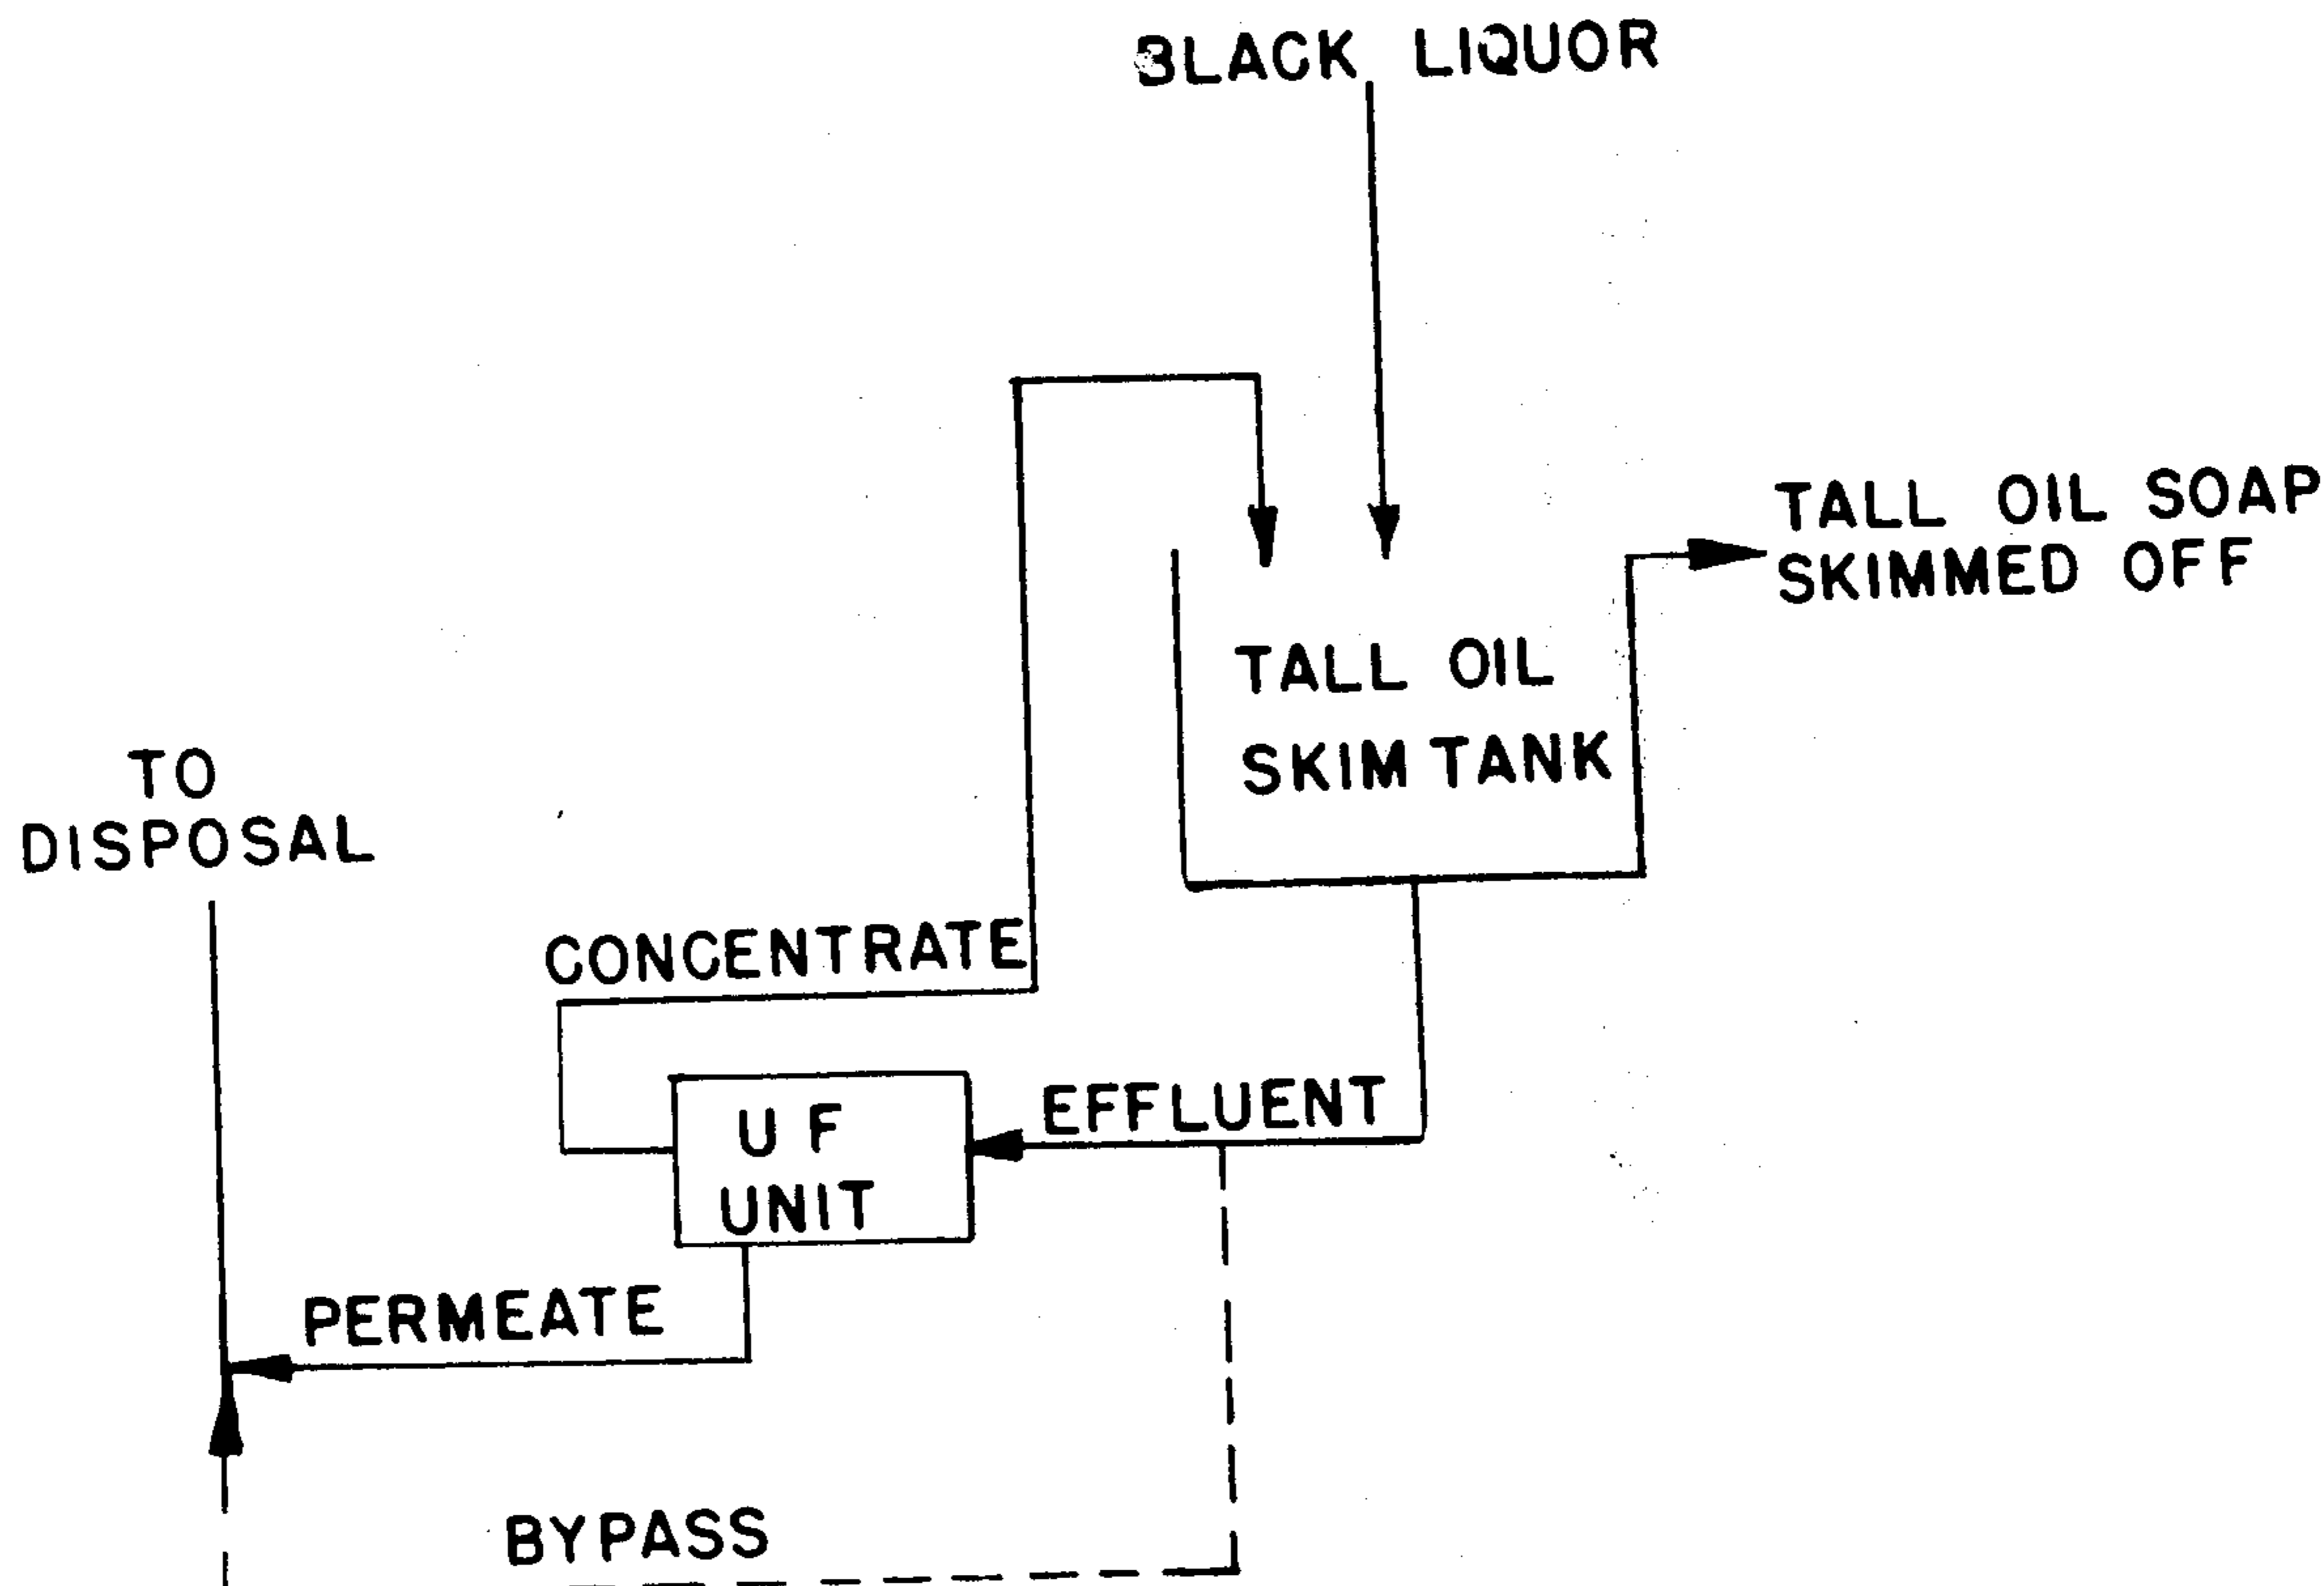 BLACK LIQUOR
TALL OIL SOAP
SKIMMED OFF
TALL OIL
SKIM TANK
TO
DISPOSAL
CONCENTRATE
EFFLUENT
U F
UNIT
PERMEATE
BYPASS